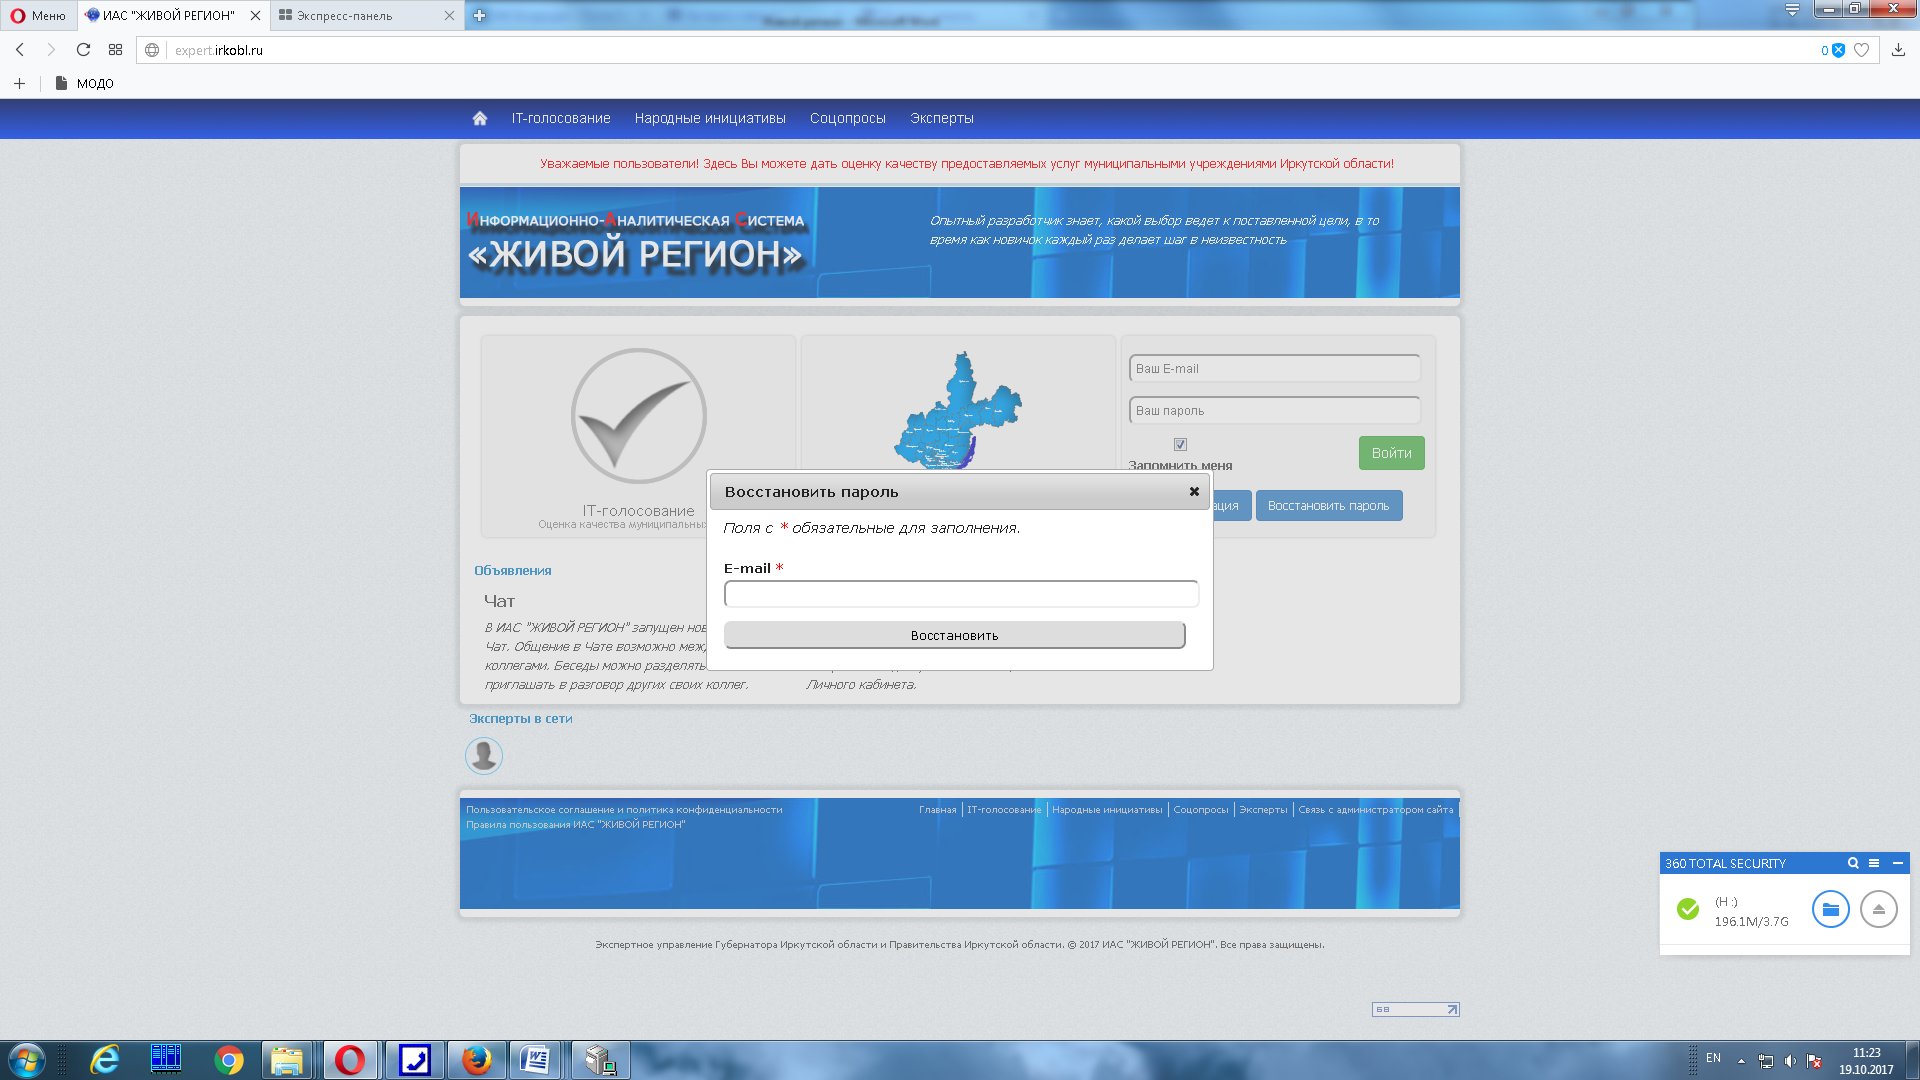 Меню
ИАС "ЖИВОЙ РЕГИОН"
Экспресс-панель
expert.irkobl.ru
0
МОДО
IT-голосование
Народные инициативы
Соцопросы
Эксперты
Уважаемые пользователи! Здесь Вы можете дать оценку качеству предоставляемых услуг муниципальными учреждениями Иркутской области!
Информационно-Аналитическая Система
«ЖИВОЙ РЕГИОН»
Опытный разработчик знает, какой выбор ведет к поставленной цели, в то
время как новичок каждый раз делает шаг в неизвестность
Ваш E-mail
Ваш пароль
Запомнить меня
Войти
ация
Восстановить пароль
IT-голосование
Оценка качества муниципальных
Восстановить пароль
Поля с * обязательные для заполнения.
E-mail *
Восстановить
Объявления
Чат
В ИАС "ЖИВОЙ РЕГИОН" запущен нов
Чат. Общение в Чате возможно меж
коллегами. Беседы можно разделять
приглашать в разговор других своих коллег.
Личного кабинета.
Эксперты в сети
Пользовательское соглашение и политика конфиденциальности
Правила пользования ИАС "ЖИВОЙ РЕГИОН"
Главная
IT-голосование
Народные инициативы
Соцопросы
Эксперты
Связь с администратором сайта
360 TOTAL SECURITY
(H :)
196.1M/3.7G
Экспертное управление Губернатора Иркутской области и Правительства Иркутской области. © 2017 ИАС "ЖИВОЙ РЕГИОН". Все права защищены.
68
EN
11:23
19.10.2017